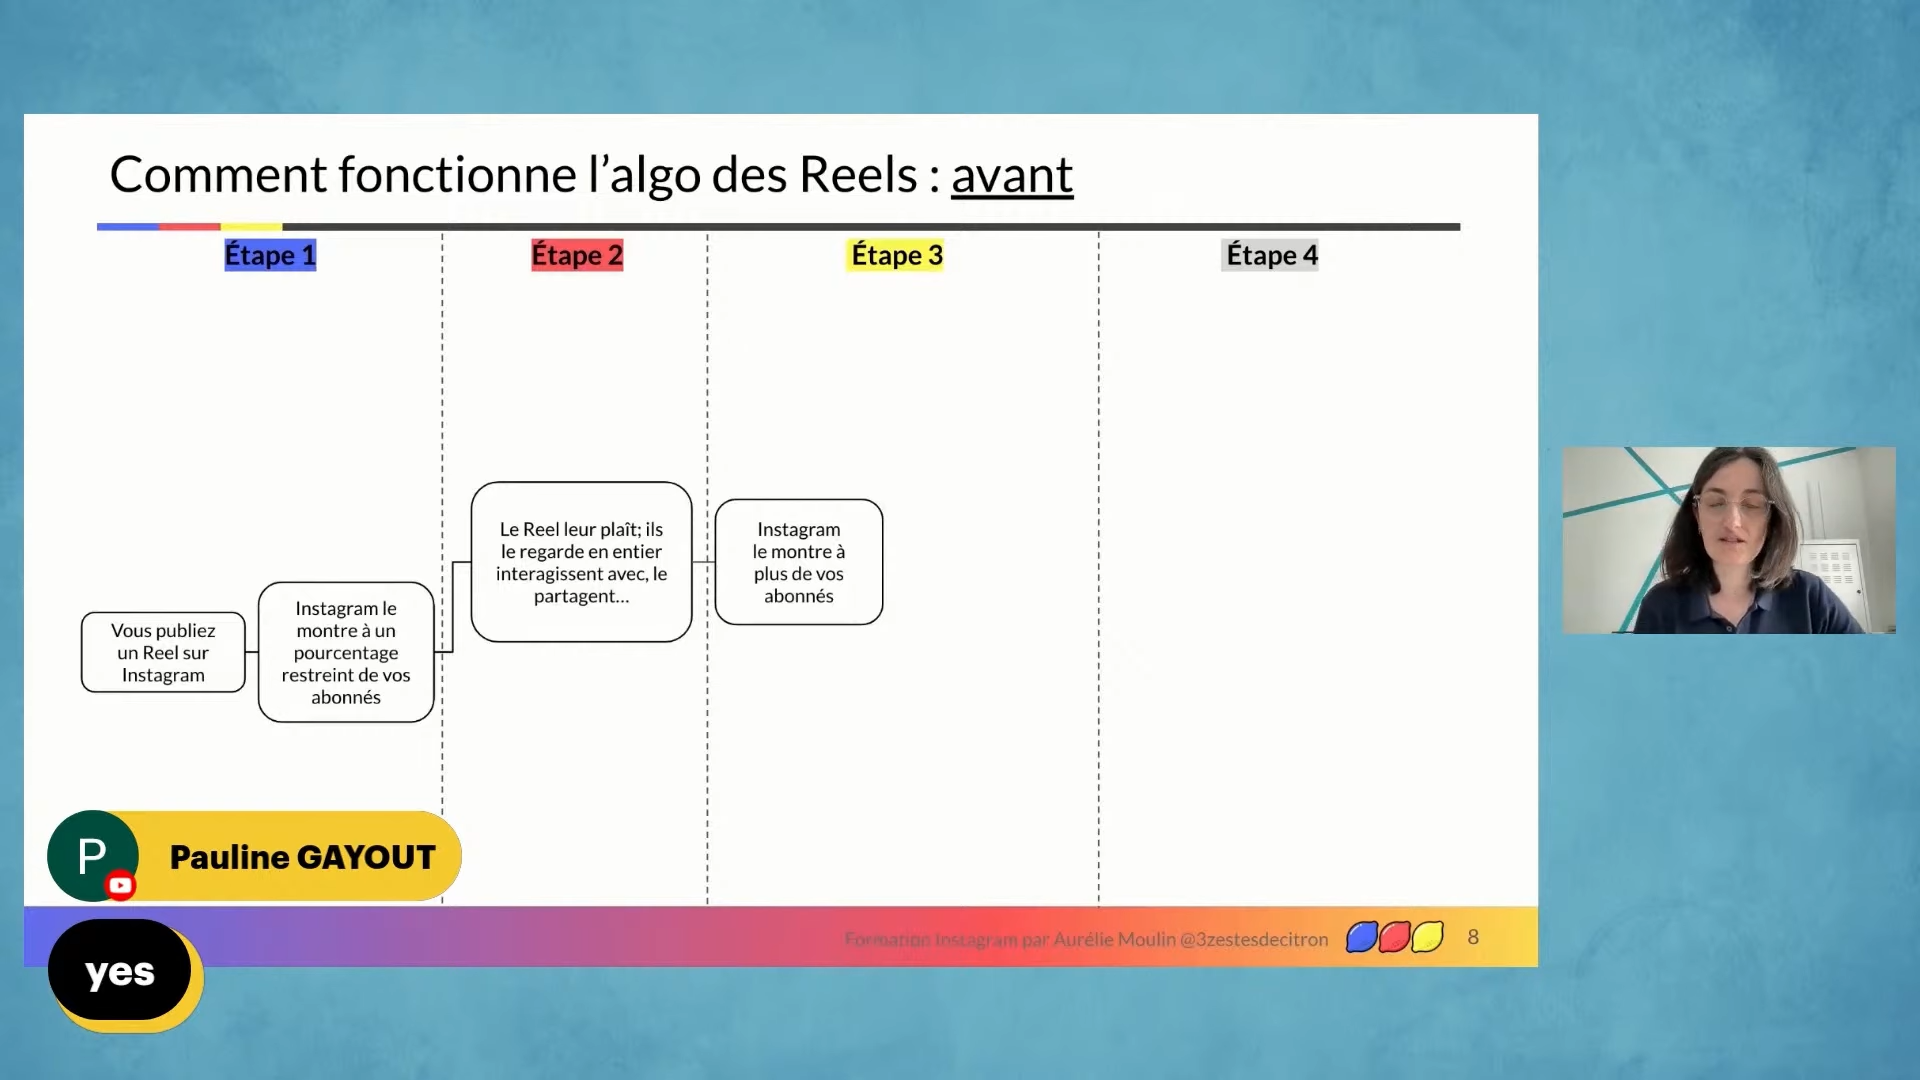 Comment fonctionne l’algo des Reels : avant
Étape 1
Étape 2
Étape 3
Étape 4
Vous publiez
un Reel sur
Instagram
Instagram le
montre à un
pourcentage
restreint de vos
abonnés
Le Reel leur plaît; ils
le regarde en entier
interagissent avec, le
partagent...
Instagram
le montre à
plus de vos
abonnés
P
Pauline GAYOUT
yes
Formation Instagram par Aurélie Moulin @3zestesdecitron
8